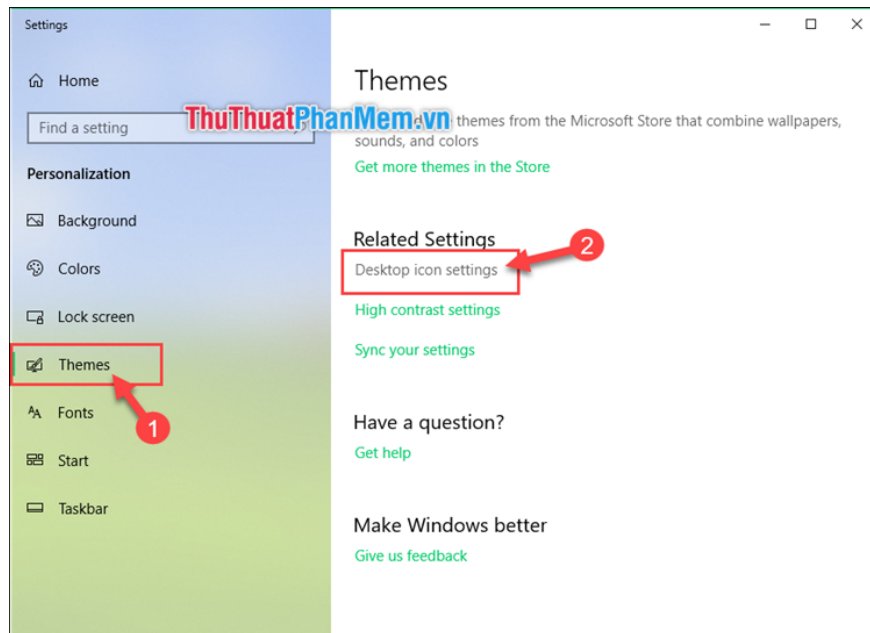 Settings
Home
Find a setting
Personalization
Background
Colors
Lock screen
Themes
1
Fonts
Start
Taskbar
ThuThuatPhanMem.vn
Themes
themes from the Microsoft Store that combine wallpapers,
sounds, and colors
Get more themes in the Store
Related Settings
2
Desktop icon settings
High contrast settings
Sync your settings
Have a question?
Get help
Make Windows better
Give us feedback